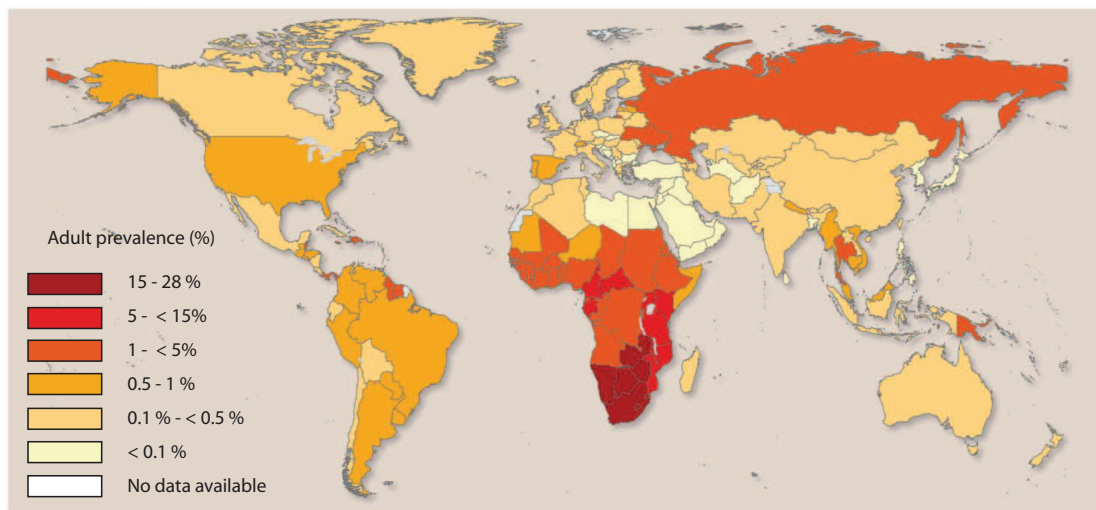 Adult prevalence (%)
15 - 28 %
5 - < 15%
1 - < 5%
0.5 - 1 %
0.1 % - < 0.5 %
< 0.1 %
No data available